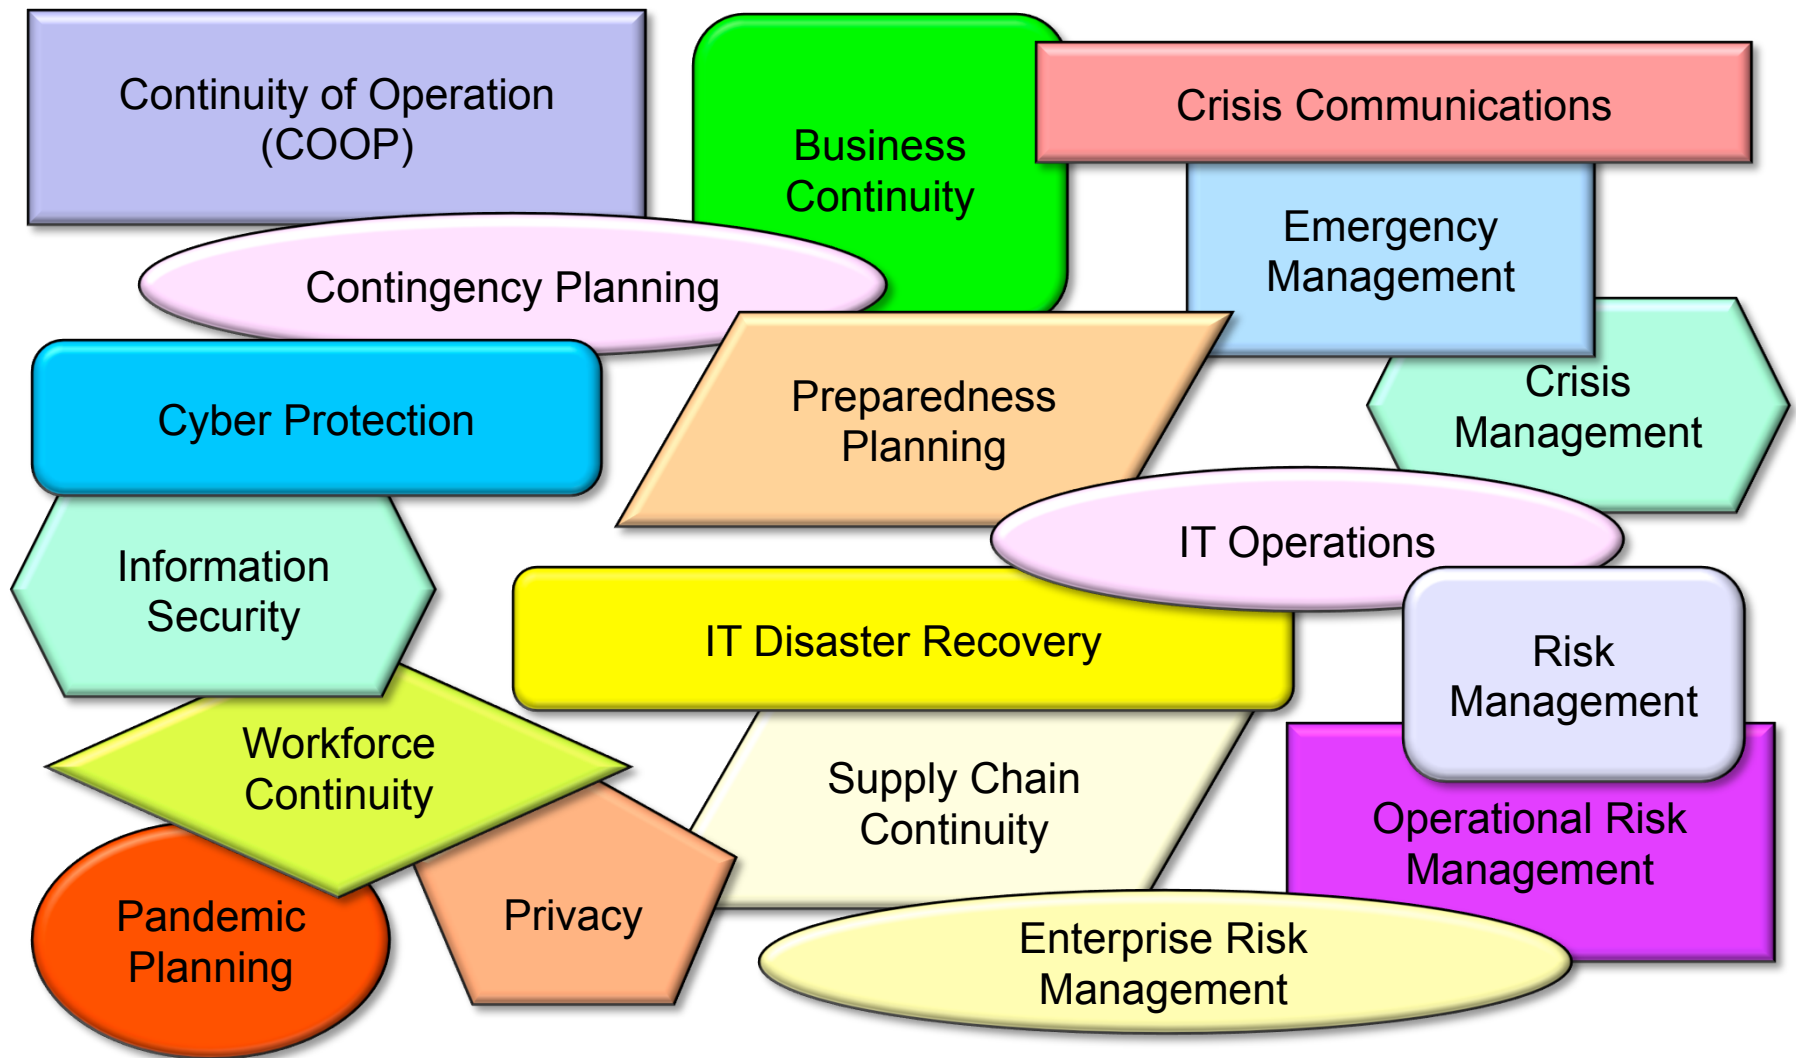 Continuity of Operation
(COOP)
Business
Continuity
Crisis Communications
Emergency
Management
Contingency Planning
Cyber Protection
Preparedness
Planning
Crisis
Management
Information
Security
IT Operations
IT Disaster Recovery
Risk
Management
Workforce
Continuity
Supply Chain
Continuity
Operational Risk
Management
Pandemic
Planning
Privacy
Enterprise Risk
Management